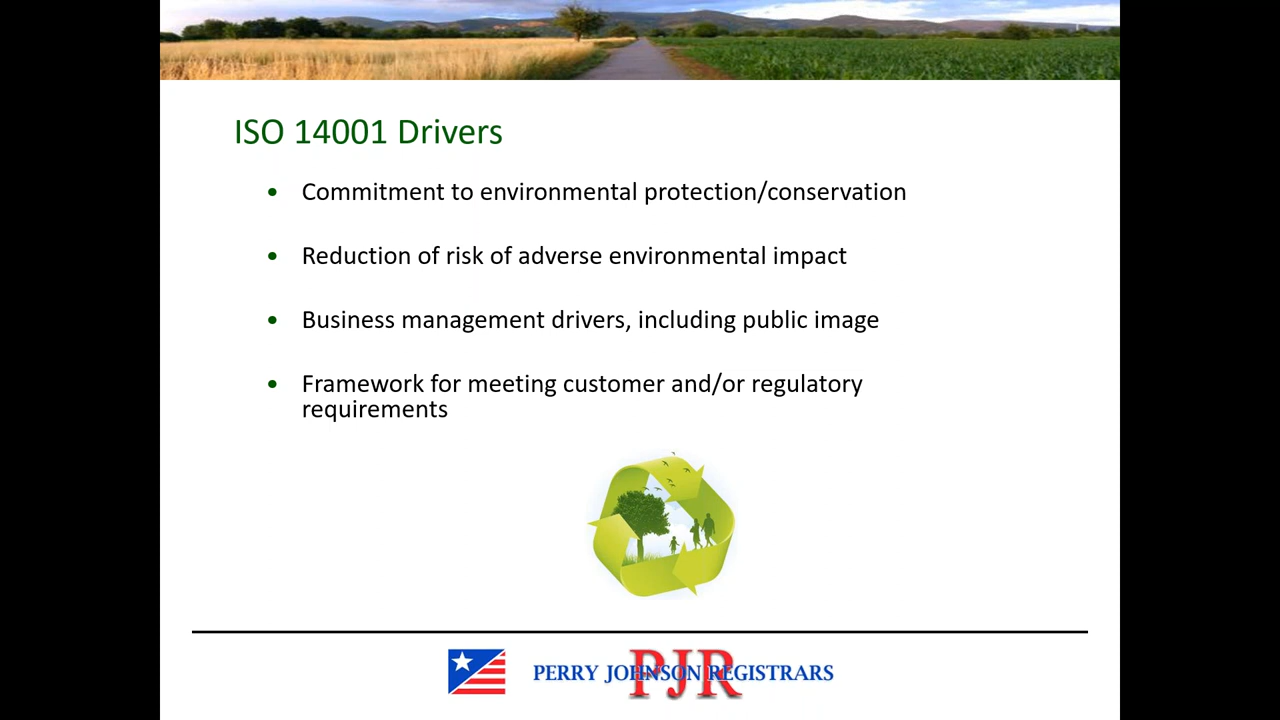 ISO 14001 Drivers
• Commitment to environmental protection/conservation
• Reduction of risk of adverse environmental impact
• Business management drivers, including public image
• Framework for meeting customer and/or regulatory
requirements
PJR
PERRY JOHNSON REGISTRARS